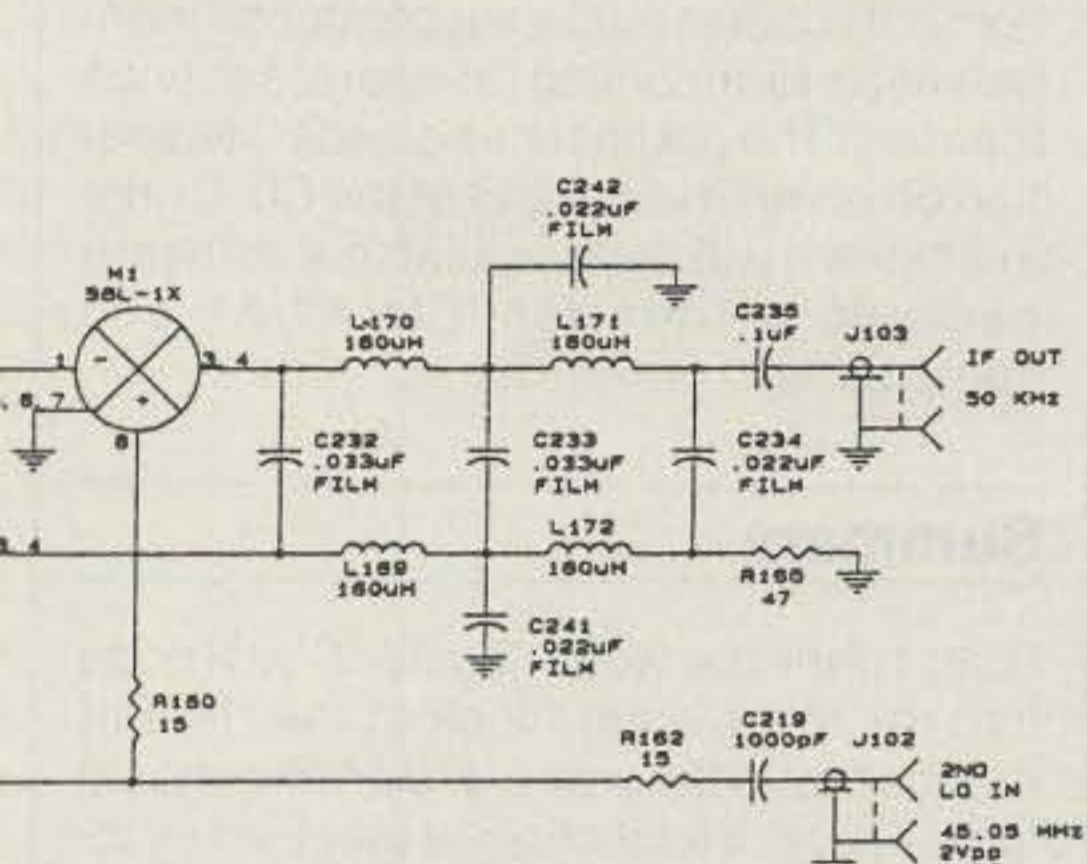 C242
.022uF
FILM
M1
SBL-1X
1
-
3, 4
+
8
L170
160uH
L171
160uH
C235
.1uF
J103
IF OUT
50 KHz
C232
.033uF
FILM
C233
.033uF
FILM
C234
.022uF
FILM
L169
160uH
L172
160uH
47
C241
.022uF
FILM
15
R162
15
C219
1000pF
J102
2ND
LO IN
45.05 MHz
2Vpp